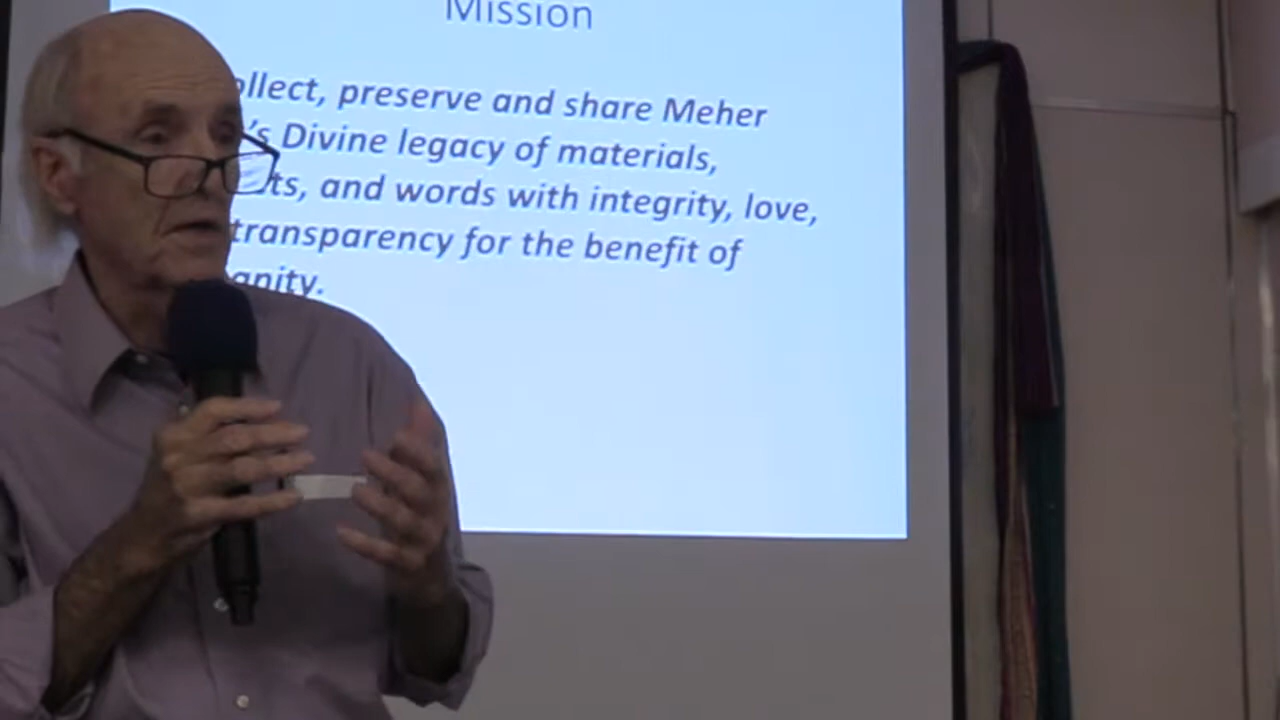 Mission
ollect, preserve and share Meher
's Divine legacy of materials,
ts, and words with integrity, love,
transparency for the benefit of
anity.